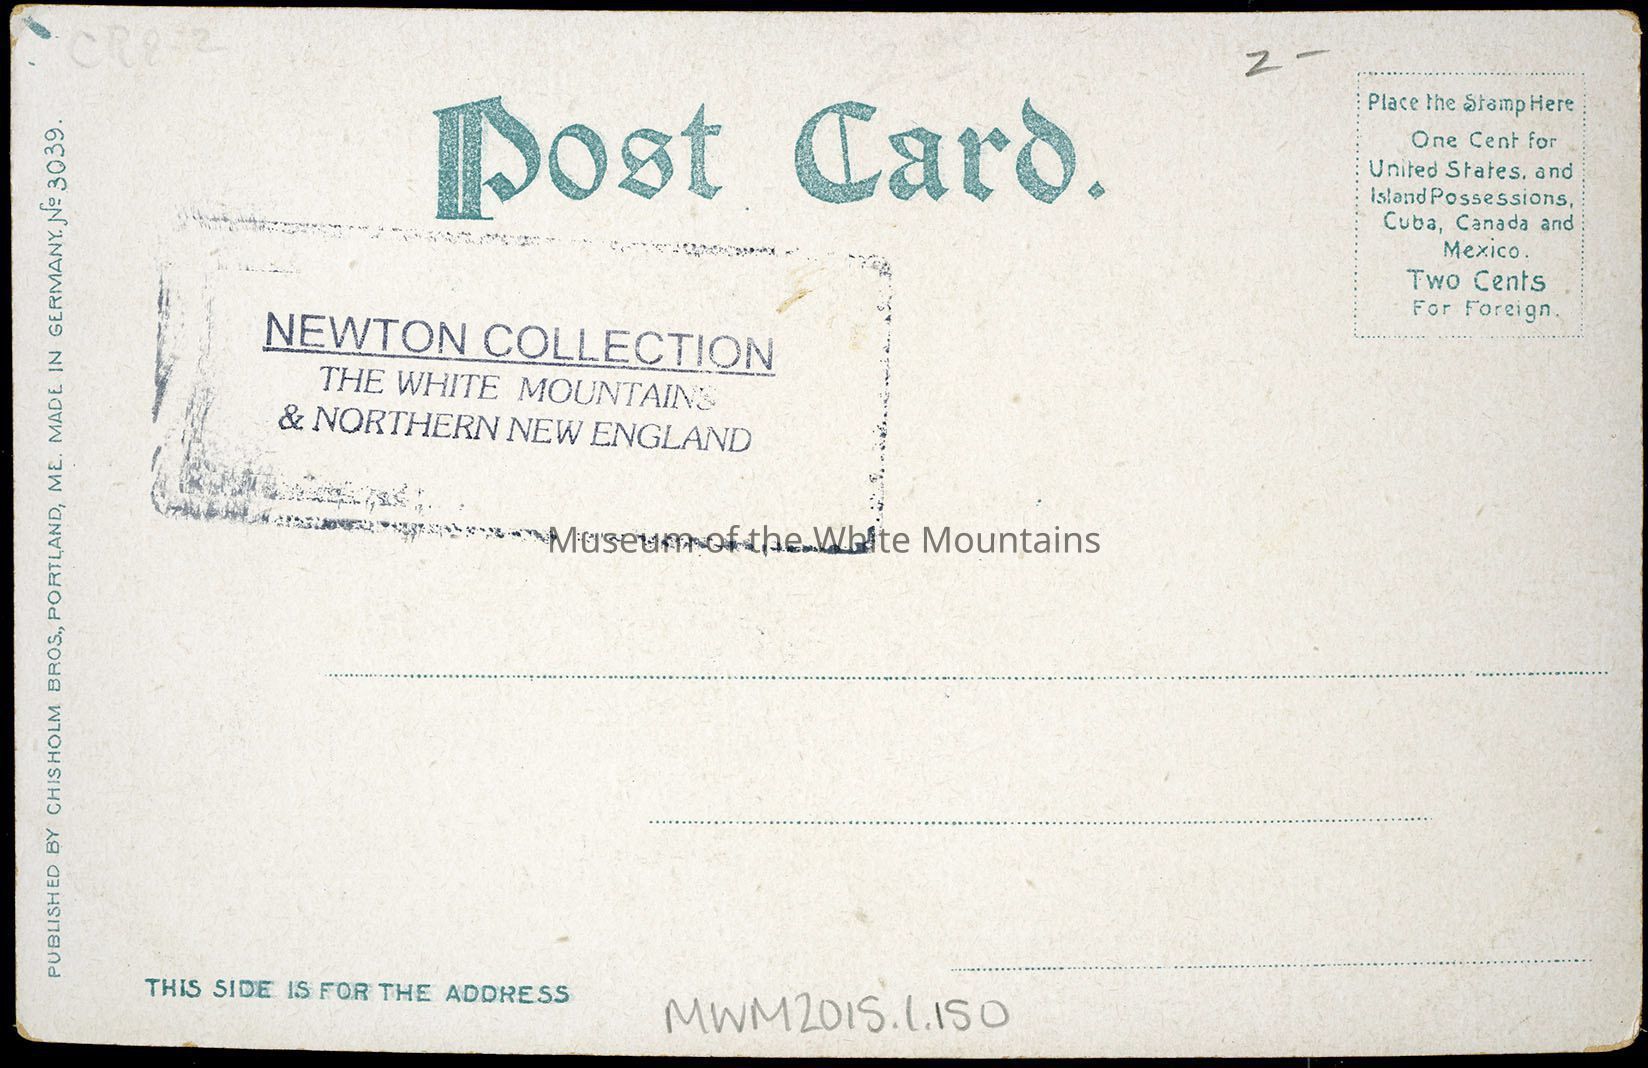 CR8-2
2 -
Post Card.
Place the Stamp Here
One Cent for
United States, and
Island Possessions,
Cuba, Canada and
Mexico.
Two Cents
For Foreign.
PUBLISHED BY CHISHOLM BROS., PORTLAND, ME. MADE IN GERMANY. No 3039.
NEWTON COLLECTION
THE WHITE MOUNTAINS
& NORTHERN NEW ENGLAND
Museum of the White Mountains
THIS SIDE IS FOR THE ADDRESS
MWM2015.1.150